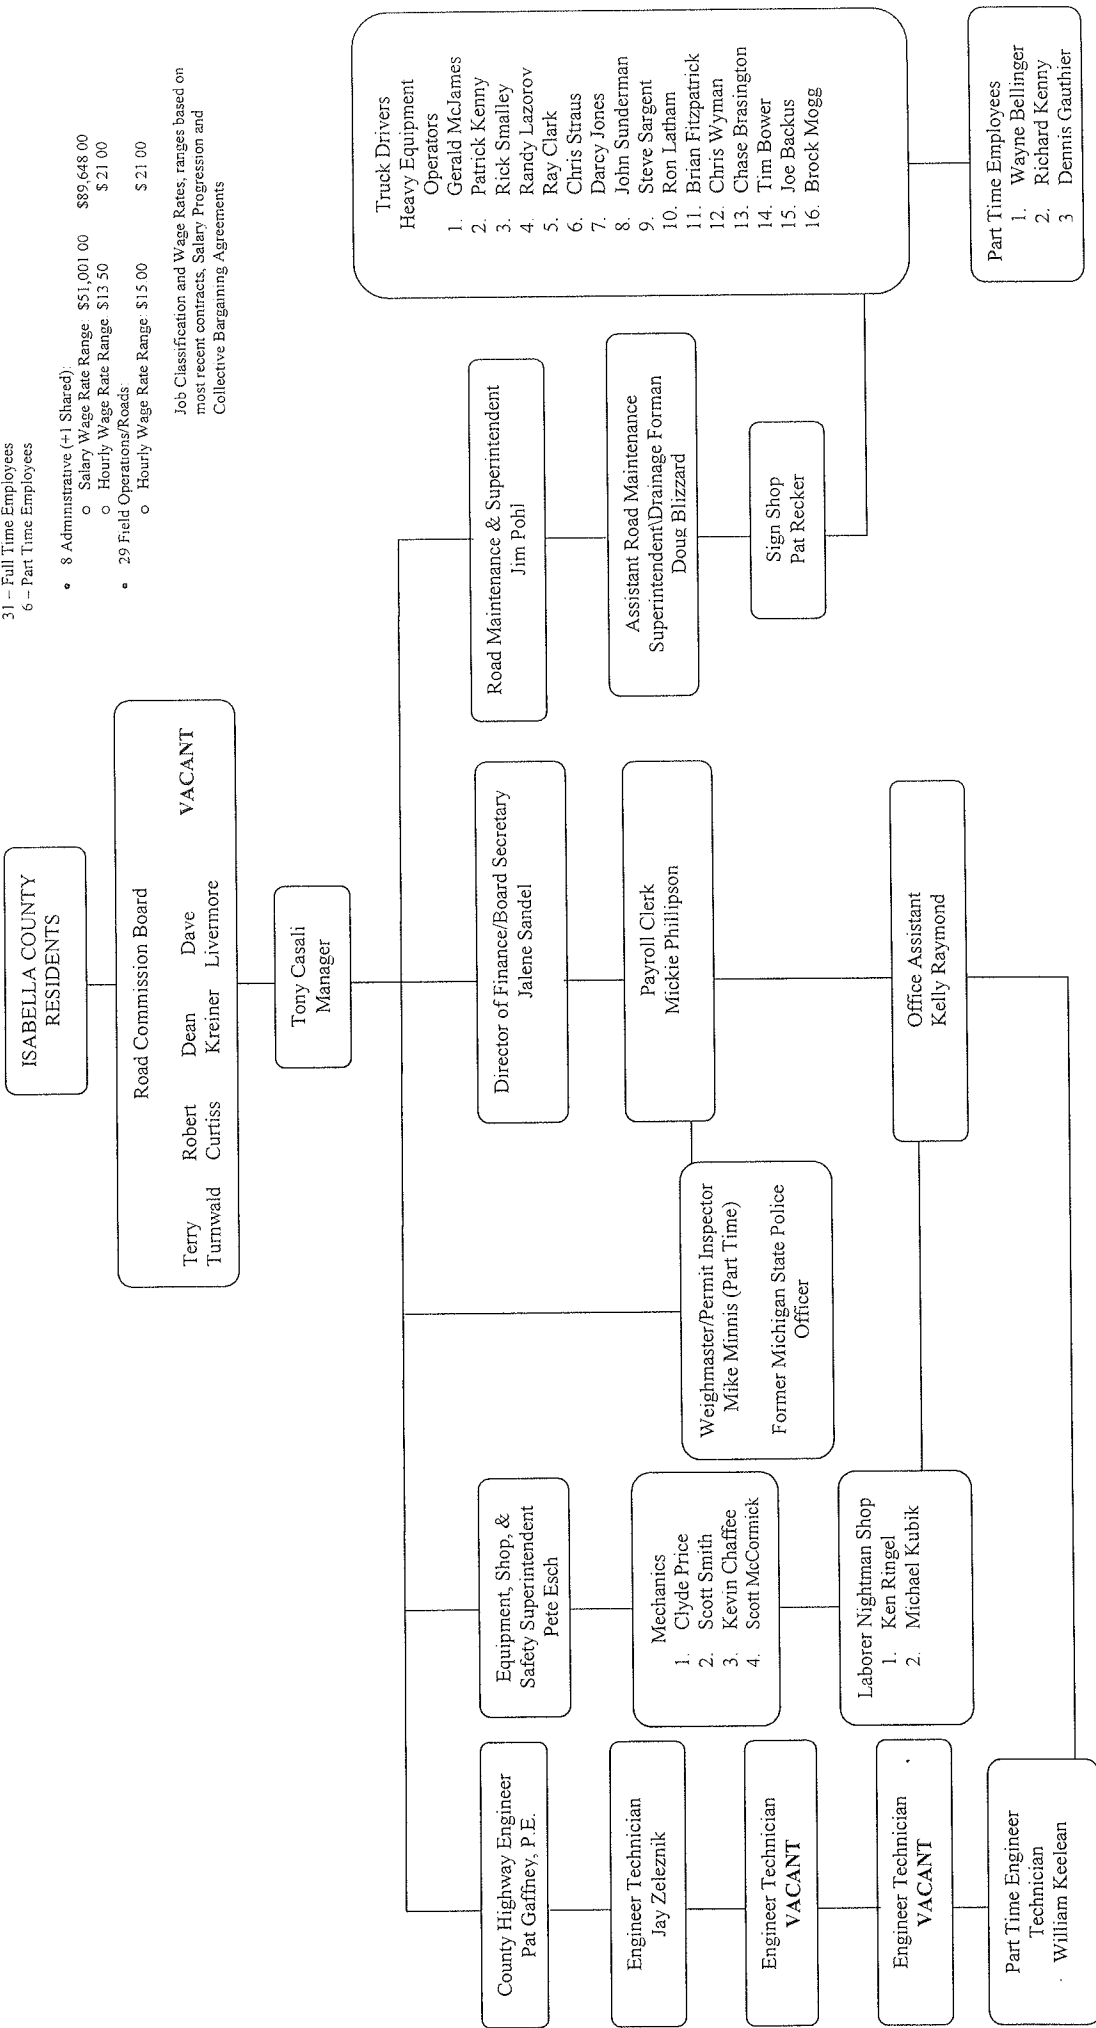 31 – Full Time Employees
6 – Part Time Employees
• 8 Administrative (+1 Shared):
o Salary Wage Rate Range: $51,001 00 $89,648 00
o Hourly Wage Rate Range $13 50 $ 21 00
• 29 Field Operations/Roads:
o Hourly Wage Rate Range: $15.00 $ 21 00
Job Classification and Wage Rates, ranges based on
most recent contracts, Salary Progression and
Collective Bargaining Agreements
ISABELLA COUNTY
RESIDENTS
Road Commission Board
Terry Robert Dean Dave VACANT
Turnwald Curtiss Kreiner Livermore
Tony Casali
Manager
County Highway Engineer
Pat Gaffney, P.E.
Engineer Technician
Jay Zeleznik
Engineer Technician
VACANT
Engineer Technician
VACANT
Part Time Engineer
Technician
William Keelean
Equipment, Shop, &
Safety Superintendent
Pete Esch
Mechanics
1. Clyde Price
2. Scott Smith
3. Kevin Chaffee
4. Scott McCormick
Laborer Nightman Shop
1. Ken Ringel
2. Michael Kubik
Weighmaster/Permit Inspector
Mike Minnis (Part Time)
Former Michigan State Police
Officer
Director of Finance/Board Secretary
Jalene Sandel
Payroll Clerk
Mickie Phillipson
Office Assistant
Kelly Raymond
Road Maintenance & Superintendent
Jim Pohl
Assistant Road Maintenance
Superintendent\Drainage Forman
Doug Blizzard
Sign Shop
Pat Recker
Truck Drivers
Heavy Equipment
Operators
1. Gerald McJames
2. Patrick Kenny
3. Rick Smalley
4. Randy Lazorov
5. Ray Clark
6. Chris Straus
7. Darcy Jones
8. John Sunderman
9. Steve Sargent
10. Ron Latham
11. Brian Fitzpatrick
12. Chris Wyman
13. Chase Brasington
14. Tim Bower
15. Joe Backus
16. Brock Mogg
Part Time Employees
1. Wayne Bellinger
2. Richard Kenny
3 Dennis Gauthier